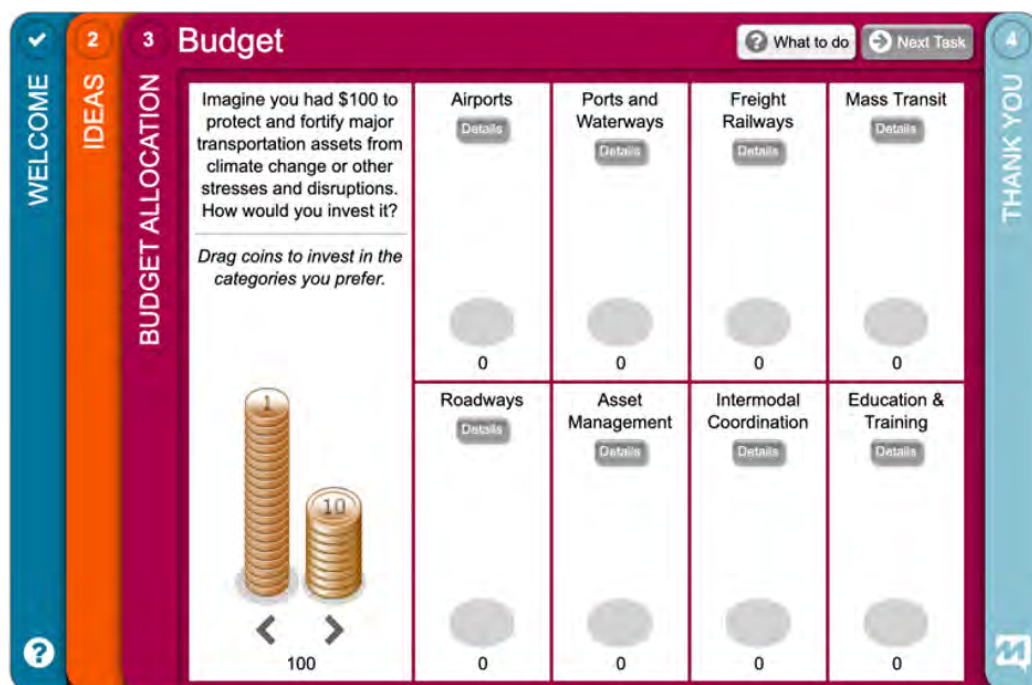 WELCOME
2
IDEAS
3
BUDGET ALLOCATION
Budget
What to do
Next Task
4
THANK YOU
Imagine you had $100 to
protect and fortify major
transportation assets from
climate change or other
stresses and disruptions.
How would you invest it?
Drag coins to invest in the
categories you prefer.
1
10
100
Airports
Details
0
Ports and
Waterways
Details
0
Freight
Railways
Details
0
Mass Transit
Details
0
Roadways
Details
0
Asset
Management
Details
0
Intermodal
Coordination
Details
0
Education &
Training
Details
0